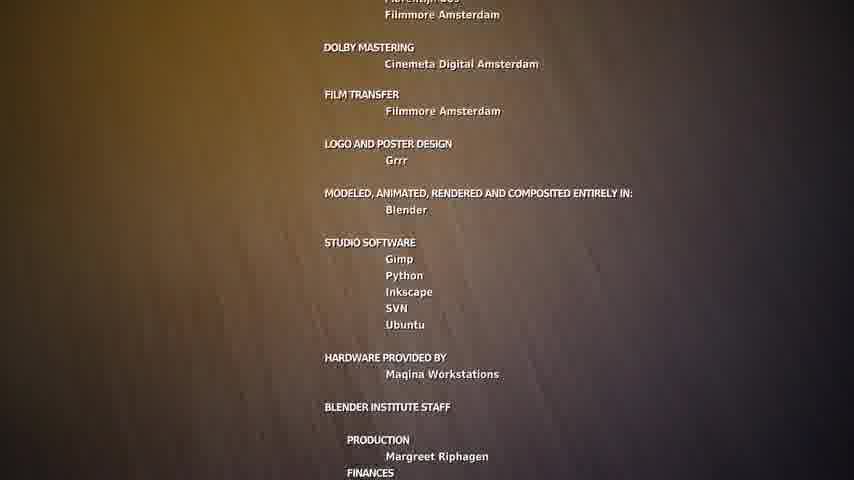 Filmmore Amsterdam
DOLBY MASTERING
Cinemeta Digital Amsterdam
FILM TRANSFER
Filmmore Amsterdam
LOGO AND POSTER DESIGN
Grrr
MODELED, ANIMATED, RENDERED AND COMPOSITED ENTIRELY IN:
Blender
STUDIO SOFTWARE
Gimp
Python
Inkscape
SVN
Ubuntu
HARDWARE PROVIDED BY
Maqina Workstations
BLENDER INSTITUTE STAFF
PRODUCTION
Margreet Riphagen
FINANCES